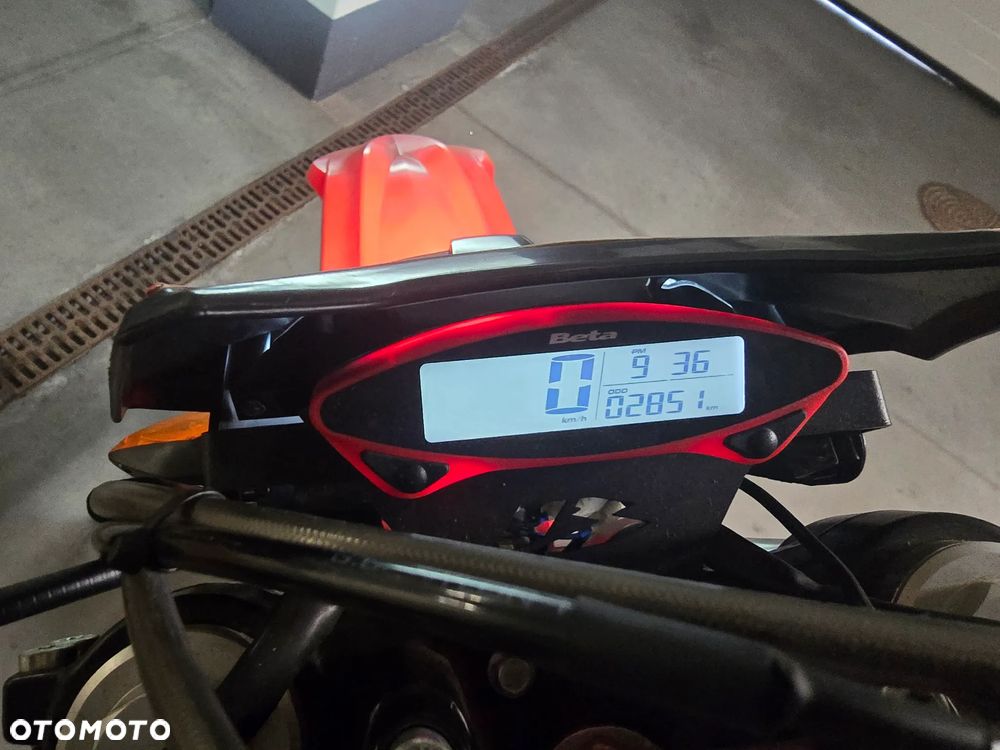 Beta
0 km/h
PM
9 36
ODO
02851 km
OTOMOTO